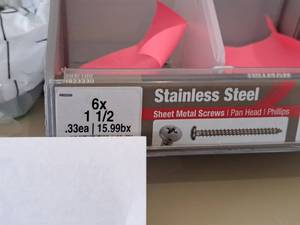 6x
1 1/2
.33ea | 15.99bx
Stainless Steel
Sheet Metal Screws | Pan Head | Phillips